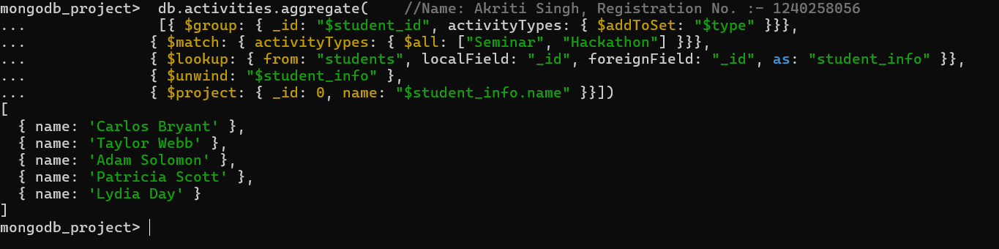 mongodb_project>  db.activities.aggregate(    //Name: Akriti Singh, Registration No. :- 1240258056
...               [{ $group: { _id: "$student_id", activityTypes: { $addToSet: "$type" }}},
...              { $match: { activityTypes: { $all: ["Seminar", "Hackathon"] }}},
...              { $lookup: { from: "students", localField: "_id", foreignField: "_id", as: "student_info" }},
...              { $unwind: "$student_info" },
...              { $project: { _id: 0, name: "$student_info.name" }}])
[
  { name: 'Carlos Bryant' },
  { name: 'Taylor Webb' },
  { name: 'Adam Solomon' },
  { name: 'Patricia Scott' },
  { name: 'Lydia Day' }
]
mongodb_project>